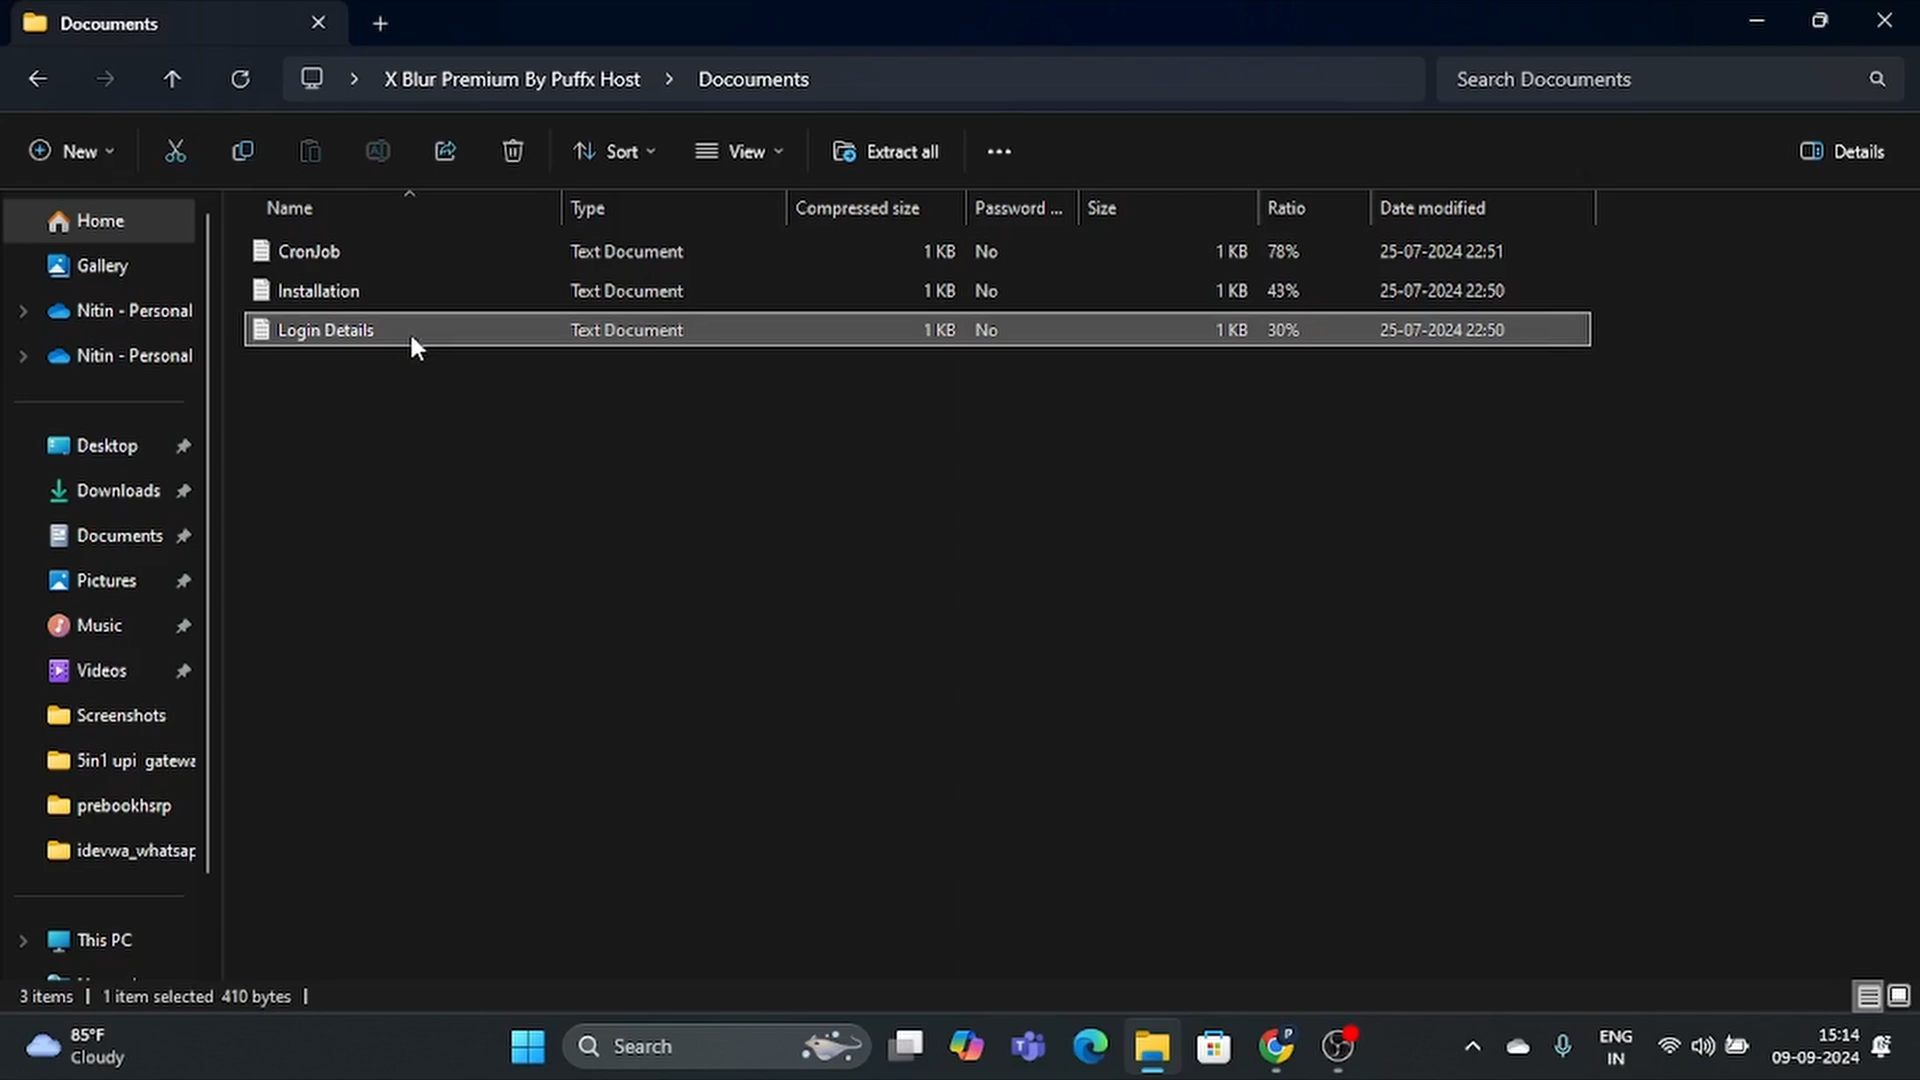 Docouments
X Blur Premium By Puffx Host
Docouments
Search Docouments
New
Sort
View
Extract all
Details
Name
Type
Compressed size
Password ...
Size
Ratio
Date modified
CronJob Text Document 1 KB No 1 KB 78% 25-07-2024 22:51
Installation Text Document 1 KB No 1 KB 43% 25-07-2024 22:50
Login Details Text Document 1 KB No 1 KB 30% 25-07-2024 22:50
Home
Gallery
Nitin - Personal
Nitin - Personal
Desktop
Downloads
Documents
Pictures
Music
Videos
Screenshots
5in1 upi gatewa
prebookhsrp
idevwa_whatsap
This PC
3 items
1 item selected 410 bytes
85°F
Cloudy
Search
ENG
IN
15:14
09-09-2024